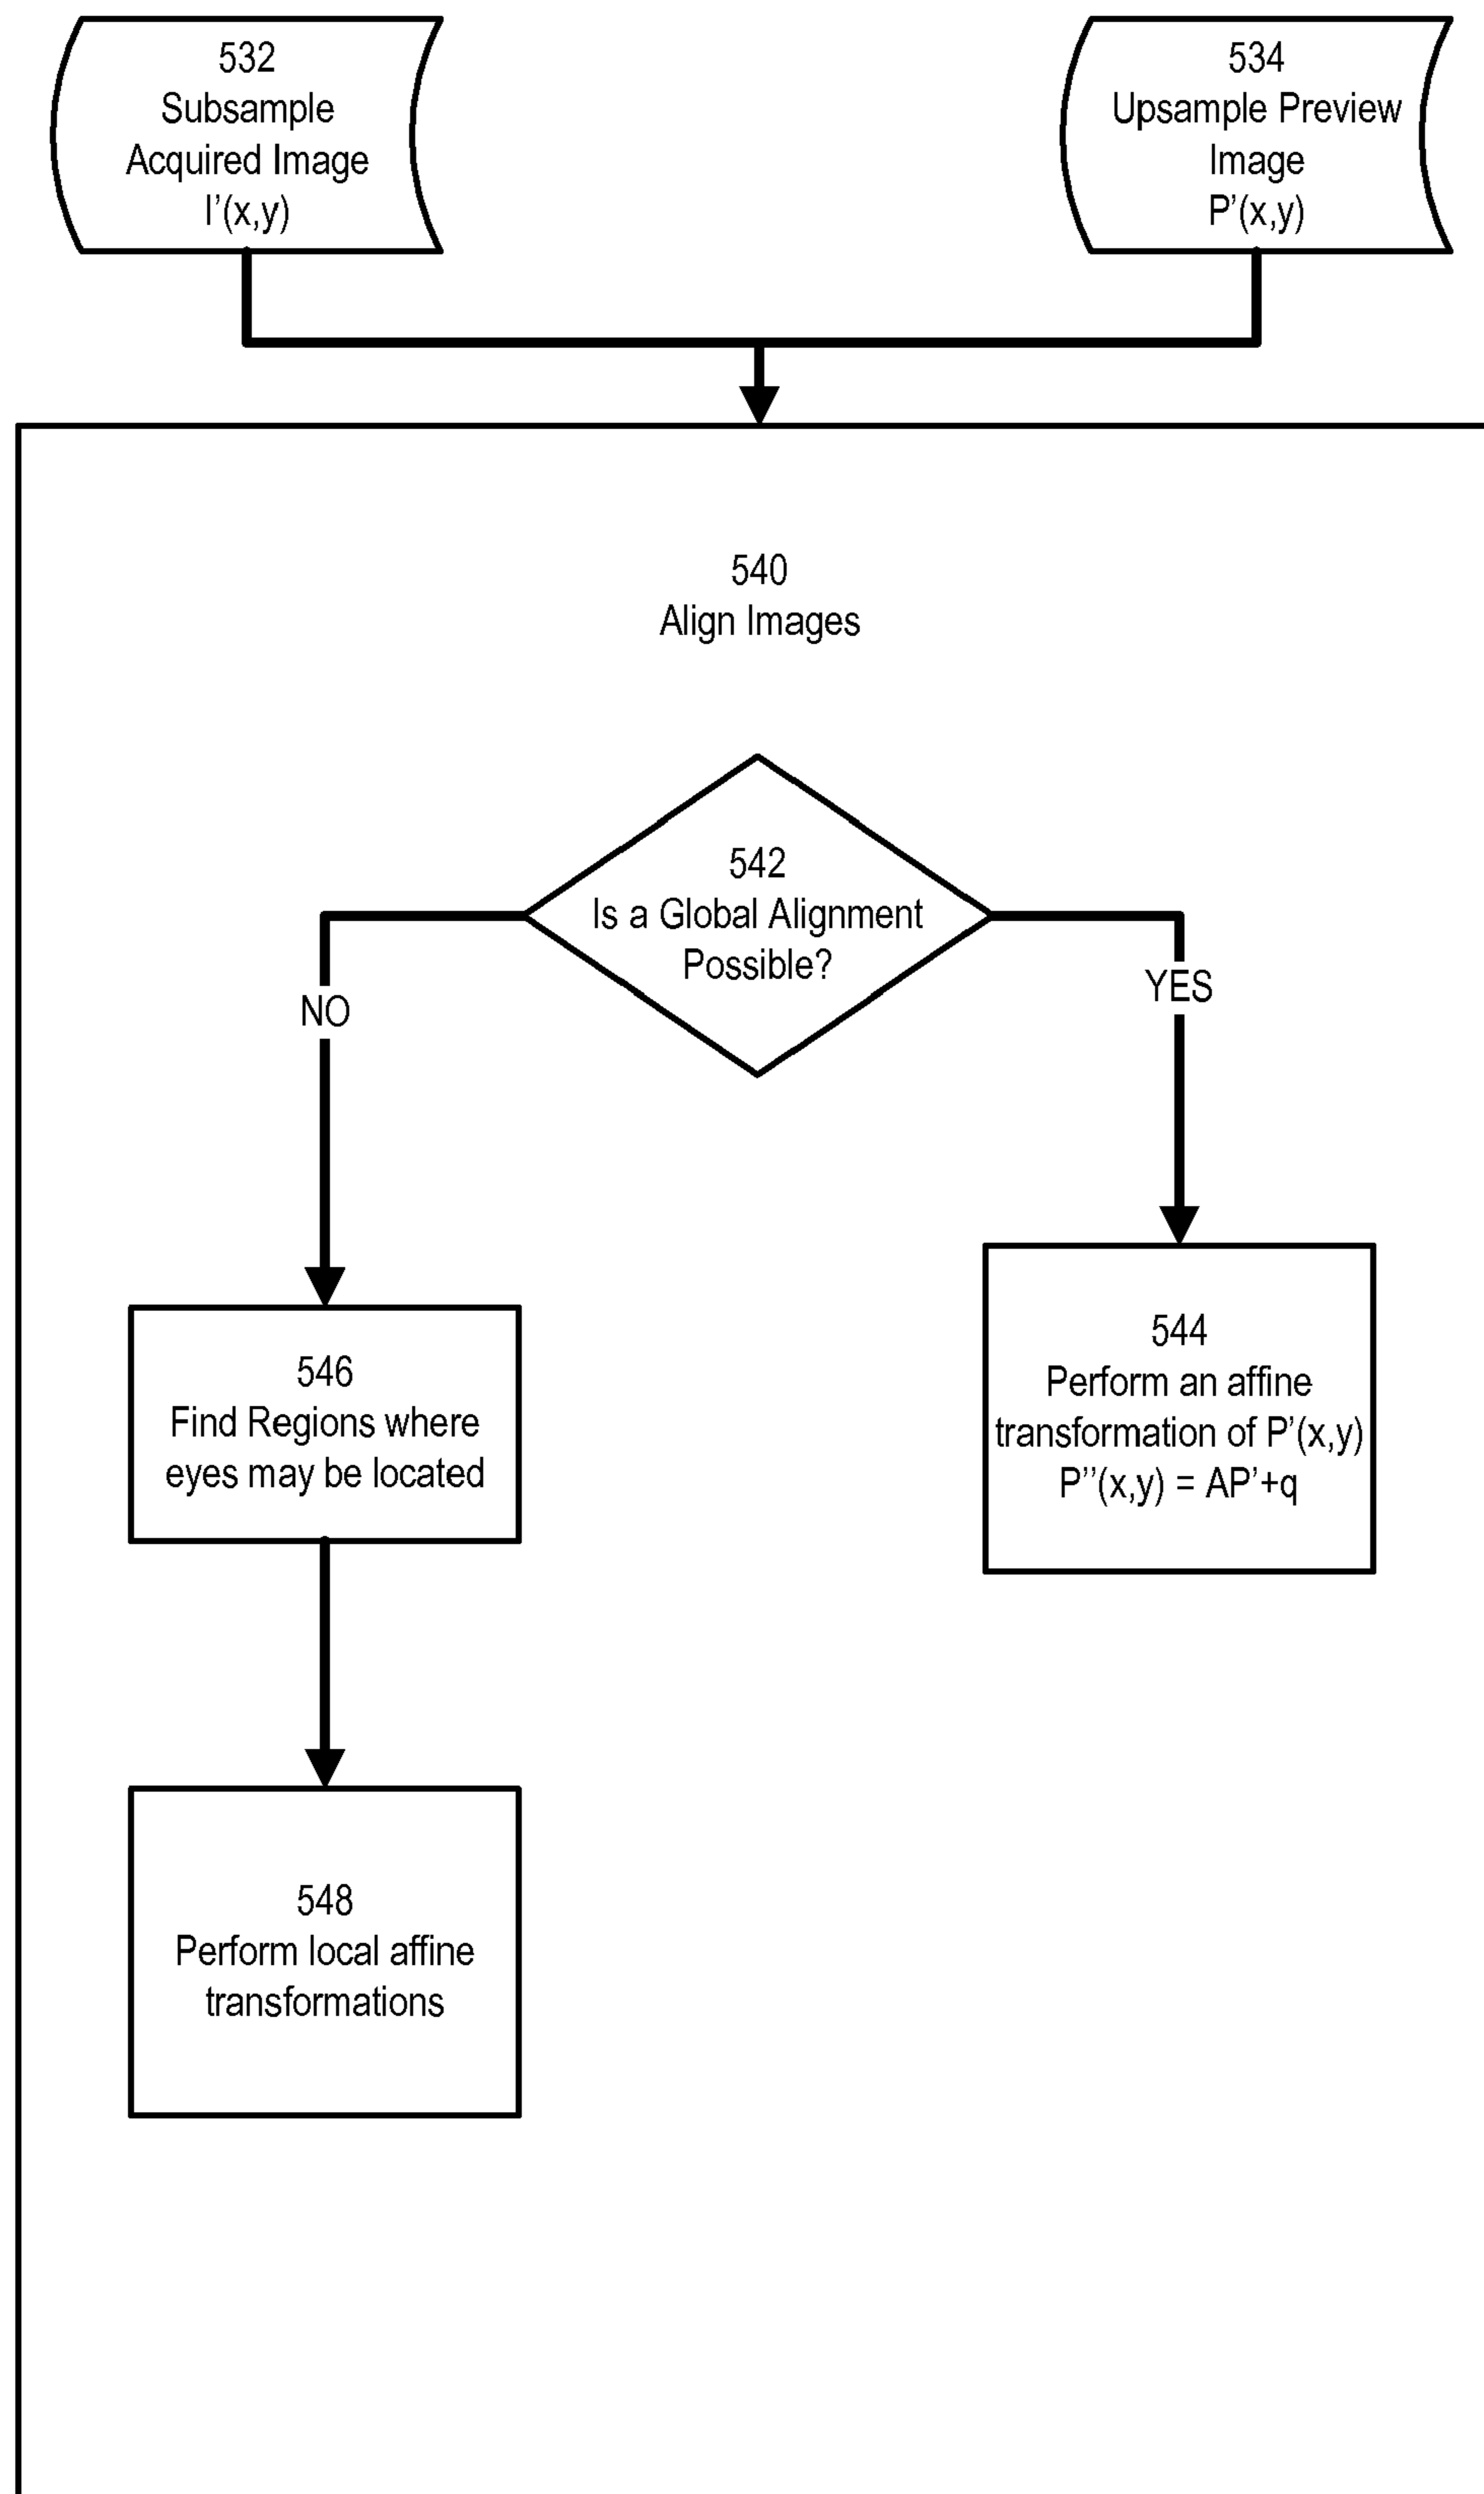 532
Subsample
Acquired Image
I’(x,y)
534
Upsample Preview
Image
P’(x,y)
540
Align Images
542
Is a Global Alignment
Possible?
NO
YES
546
Find Regions where
eyes may be located
544
Perform an affine
transformation of P’(x,y)
P’’(x,y) = AP’+q
548
Perform local affine
transformations